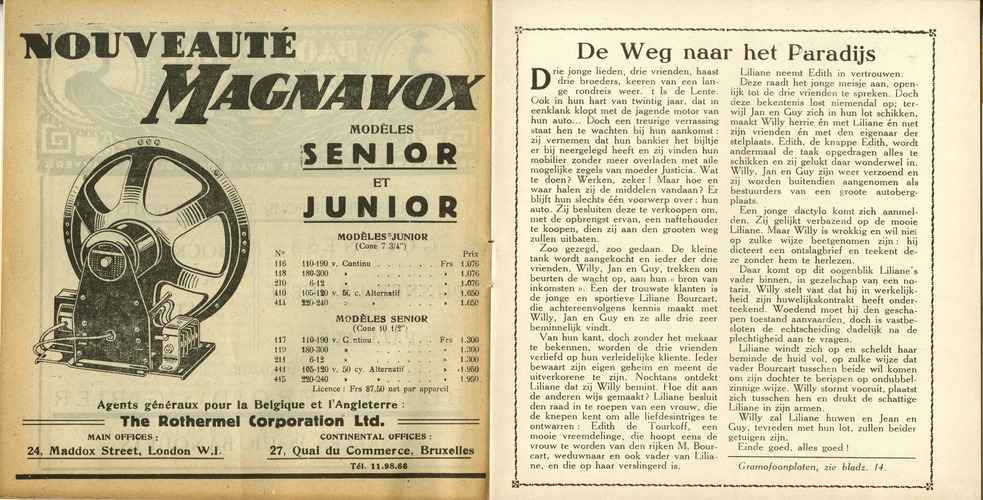 NOUVEAUTÉ
MAGNAVOX
MODÈLES
SENIOR
ET
JUNIOR
MODÈLES JUNIOR
(Cone 7 3/4")
N° Prix
116 110-190 v. Continu . . . . . . . Frs 1.076
118 180-300 » . . . . . . . » 1.076
210 6-12 » . . . . . . . » 1.076
410 105-120 v. 50 c. Alternatif . . . . . » 1.650
414 220-240 » » . . . . . » 1.650
MODÈLES SENIOR
(Cone 10 1/2")
117 110-190 v. Continu . . . . . . . Frs 1.300
119 180-300 » . . . . . . . » 1.300
211 6-12 » . . . . . . . » 1.300
411 105-120 v. 50 cy. Alternatif . . . . » 1.950
415 220-240 » » » . . . . » 1.950
Licence : Frs 87,50 net par appareil
Agents généraux pour la Belgique et l'Angleterre :
The Rothermel Corporation Ltd.
MAIN OFFICES :
24, Maddox Street, London W.I.
CONTINENTAL OFFICES :
27, Quai du Commerce, Bruxelles
Tél. 11.98.66
De Weg naar het Paradijs
Drie jonge lieden, drie vrienden, haast
drie broeders, keeren van een lan-
ge rondreis weer. 't Is de Lente.
Ook in hun hart van twintig jaar, dat in
eenklank klopt met de jagende motor van
hun auto... Doch een treurige verrassing
staat hen te wachten bij hun aankomst :
zij vernemen dat hun bankier het bijltje
er bij neergelegd heeft en zij vinden hun
mobilier zonder meer overladen met alle
mogelijke zegels van moeder Justicia. Wat
te doen? Werken, zeker ! Maar hoe en
waar halen zij de middelen vandaan? Er
blijft hun slechts één voorwerp over : hun
auto. Zij besluiten deze te verkoopen om,
met de opbrengst ervan, een naftehouder
te koopen, dien zij aan den grooten weg
zullen uitbaten.
Zoo gezegd, zoo gedaan. De kleine
tank wordt aangekocht en ieder der drie
vrienden, Willy, Jan en Guy, trekken om
beurten de wacht op, aan hun « bron van
inkomsten ». Een der trouwste klanten is
de jonge en sportieve Liliane Bourcart,
die achtereenvolgens kennis maakt met
Willy, Jan en Guy en ze alle drie zeer
beminnelijk vindt.
Van hun kant, doch zonder het mekaar
te bekennen, worden de drie vrienden
verliefd op hun verleidelijke kliente. Ieder
bewaart zijn eigen geheim en meent de
uitverkorene te zijn. Nochtans ontdekt
Liliane dat zij Willy bemint. Hoe dit aan
de anderen wijs gemaakt? Liliane besluit
den raad in te roepen van een vrouw, die
de knepen kent om alle liefdesintriges te
ontwarren : Edith de Tourkoff, een
mooie vreemdelinge, die hoopt eens de
vrouw te worden van den rijken M. Bour-
cart, weduwnaar en ook vader van Lilia-
ne, en die op haar verslingerd is.
Liliane neemt Edith in vertrouwen.
Deze raadt het jonge meisje aan, open-
lijk tot de drie vrienden te spreken. Doch
deze bekentenis lost niemendal op; ter-
wijl Jan en Guy zich in hun lot schikken,
maakt Willy herrie én met Liliane én met
zijn vrienden én met den eigenaar der
stelplaats. Edith, de knappe Edith, wordt
andermaal de taak opgedragen alles te
schikken en zij gelukt daar wonderwel in.
Willy, Jan en Guy zijn weer verzoend en
zij worden buitendien aangenomen als
bestuurders van een groote autoberg-
plaats.
Een jonge dactylo komt zich aanmel-
den. Zij gelijkt verbazend op de mooie
Liliane. Maar Willy is wrokkig en wil niet
op zulke wijze beetgenomen zijn : hij
dicteert een ontslagbrief en teekent de-
ze zonder hem te herlezen.
Daar komt op dit oogenblik Liliane's
vader binnen, in gezelschap van een no-
taris. Willy stelt vast dat hij in werkelijk-
heid zijn huwelijkskontrakt heeft onder-
teekend. Woedend moet hij den gescha-
pen toestand aanvaarden, doch is vastbe-
sloten de echtscheiding dadelijk na de
plechtigheid aan te vragen.
Liliane windt zich op en scheldt haar
beminde de huid vol, op zulke wijze dat
vader Bourcart tusschen beide wil komen
om zijn dochter te berispen op ondubbel-
zinnige wijze. Willy stormt vooruit, plaatst
zich tusschen hen en drukt de schattige
Liliane in zijn armen.
Willy zal Liliane huwen en Jean en
Guy, tevreden met hun lot, zullen beider
getuigen zijn.
Einde goed, alles goed !
Gramofoonplaten, zie bladz. 14.